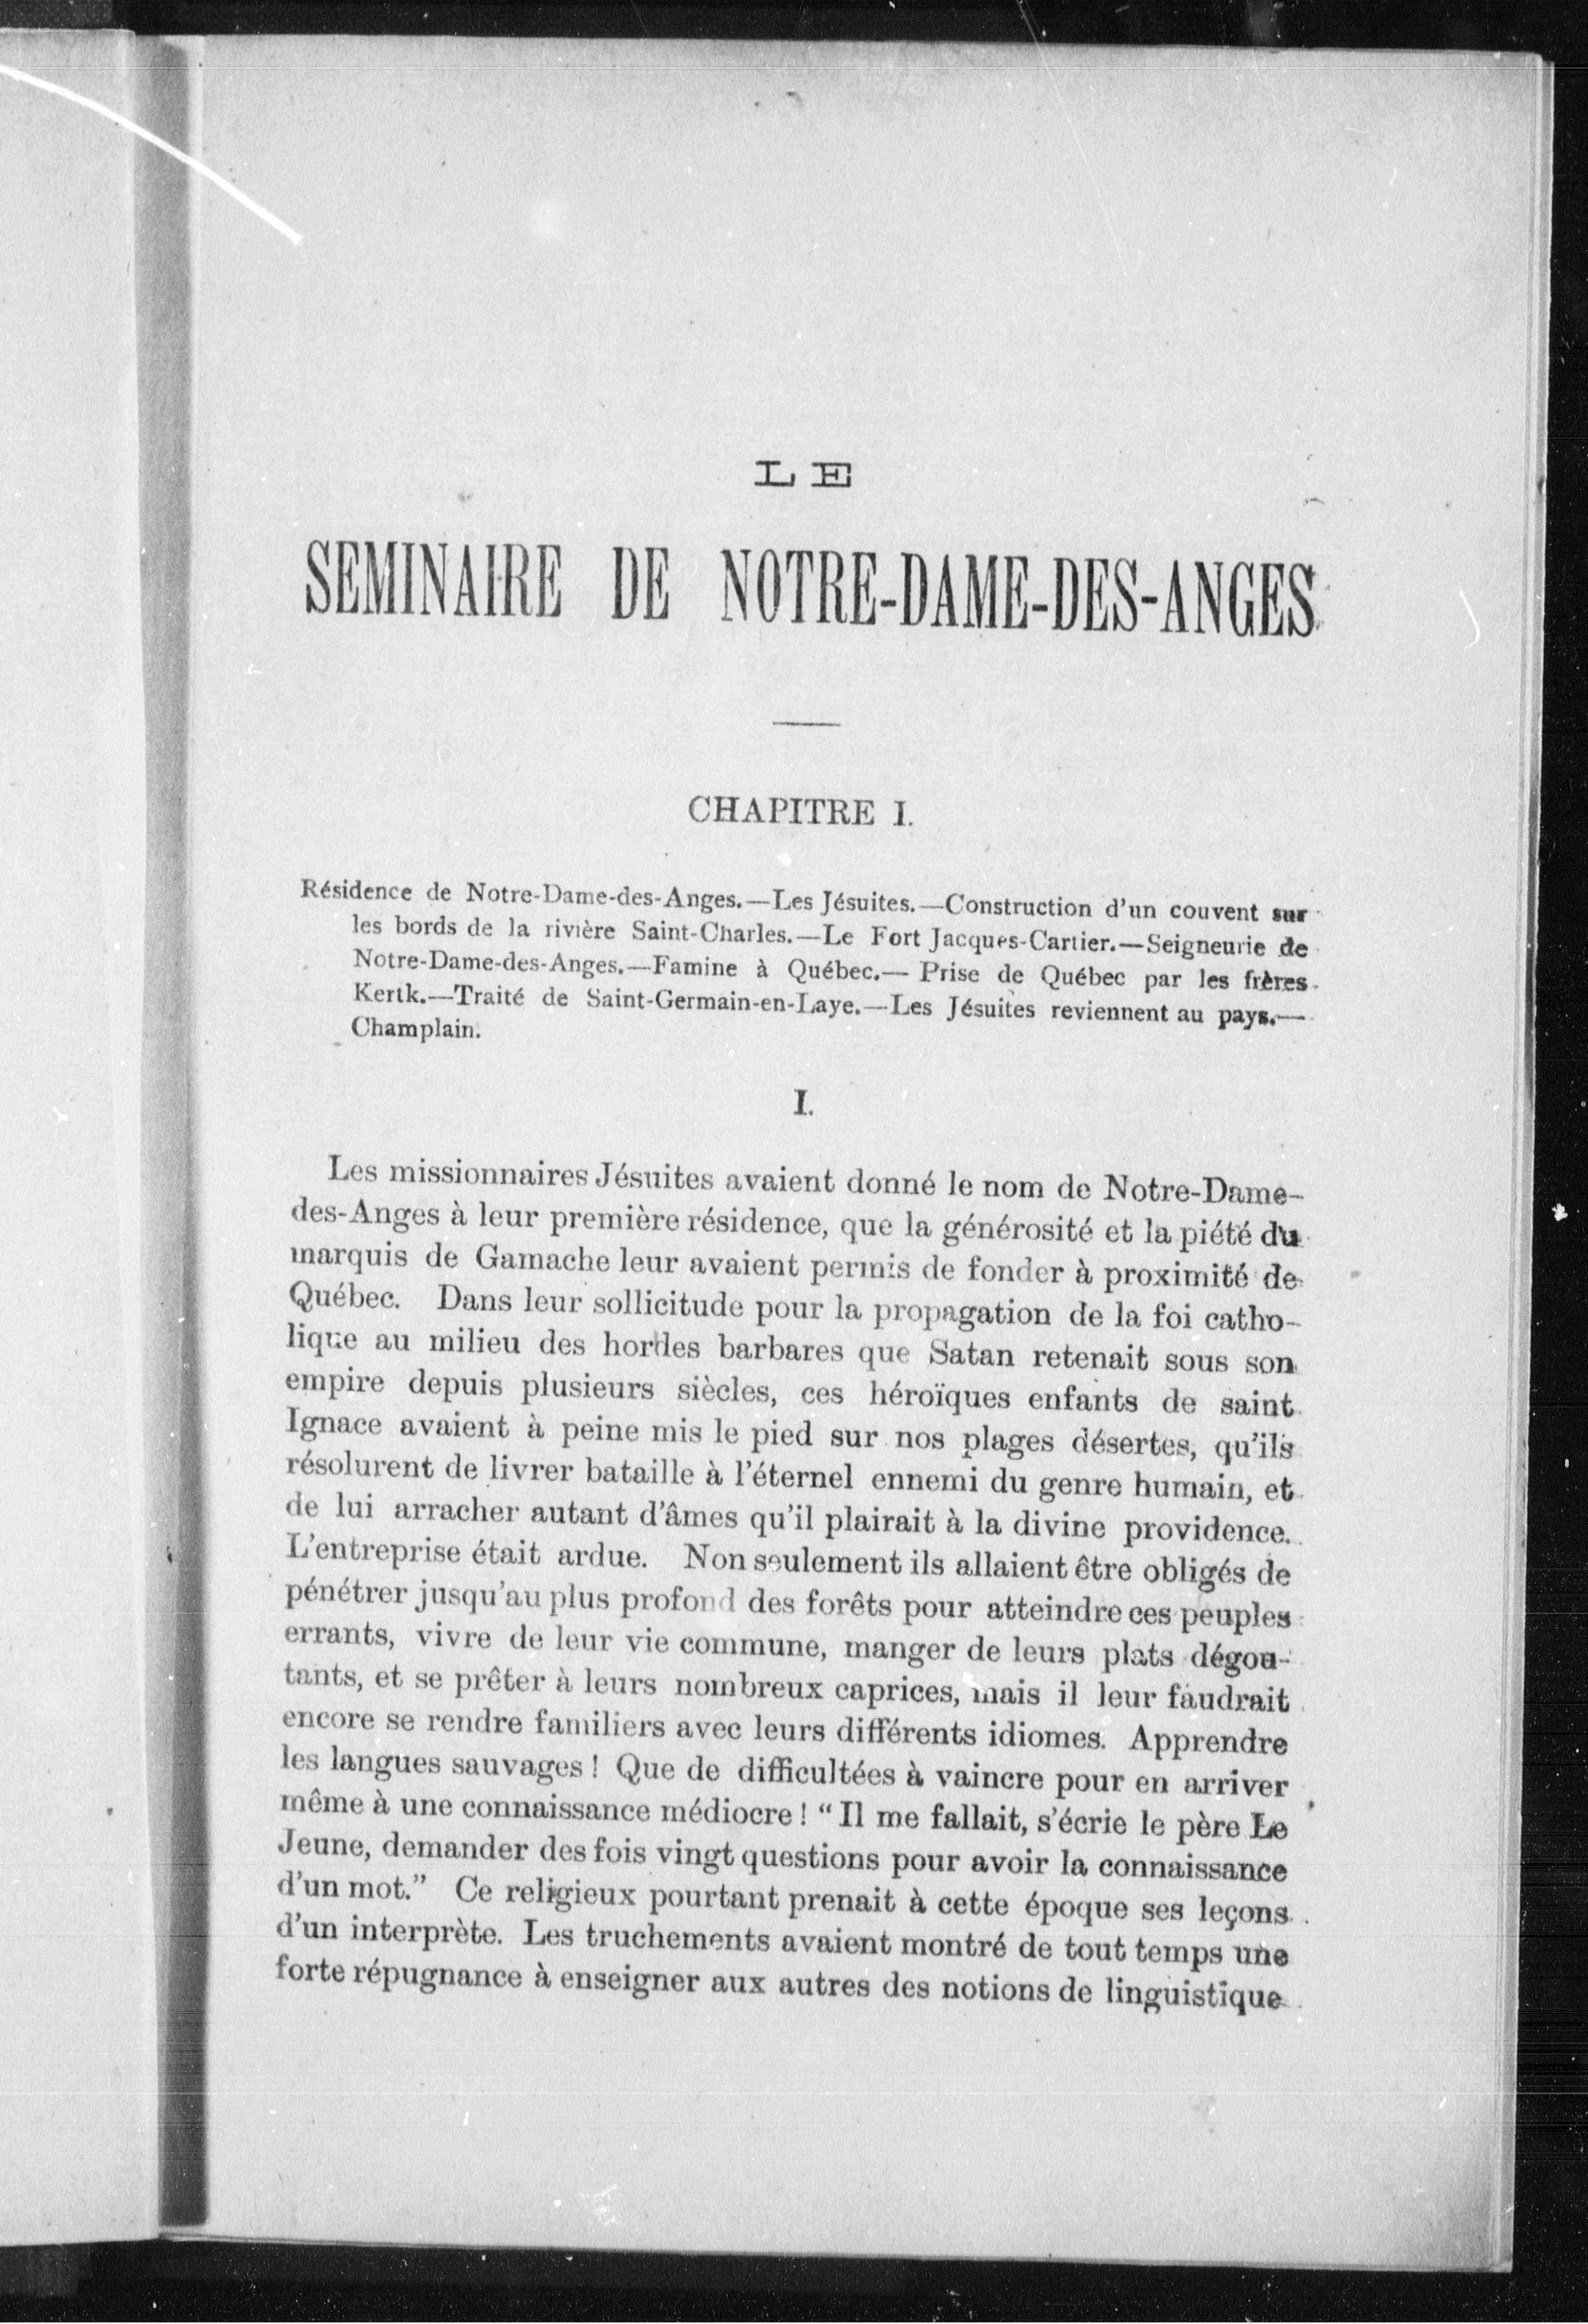 LE
SEMINAIRE DE NOTRE-DAME-DES-ANGES
CHAPITRE I.
Résidence de Notre-Dame-des-Anges.—Les Jésuites.—Construction d'un couvent sur
les bords de la rivière Saint-Charles.—Le Fort Jacques-Cartier.—Seigneurie de
Notre-Dame-des-Anges.—Famine à Québec.— Prise de Québec par les frères
Kertk.—Traité de Saint-Germain-en-Laye.—Les Jésuites reviennent au pays.—
Champlain.
I.
Les missionnaires Jésuites avaient donné le nom de Notre-Dame-
des-Anges à leur première résidence, que la générosité et la piété du
marquis de Gamache leur avaient permis de fonder à proximité de
Québec. Dans leur sollicitude pour la propagation de la foi catho-
lique au milieu des hordes barbares que Satan retenait sous son
empire depuis plusieurs siècles, ces héroïques enfants de saint
Ignace avaient à peine mis le pied sur nos plages désertes, qu'ils
résolurent de livrer bataille à l'éternel ennemi du genre humain, et
de lui arracher autant d'âmes qu'il plairait à la divine providence.
L'entreprise était ardue. Non seulement ils allaient être obligés de
pénétrer jusqu'au plus profond des forêts pour atteindre ces peuples
errants, vivre de leur vie commune, manger de leurs plats dégou-
tants, et se prêter à leurs nombreux caprices, mais il leur faudrait
encore se rendre familiers avec leurs différents idiomes. Apprendre
les langues sauvages ! Que de difficultées à vaincre pour en arriver
même à une connaissance médiocre ! “ Il me fallait, s'écrie le père Le
Jeune, demander des fois vingt questions pour avoir la connaissance
d'un mot.” Ce religieux pourtant prenait à cette époque ses leçons
d'un interprète. Les truchements avaient montré de tout temps une
forte répugnance à enseigner aux autres des notions de linguistique